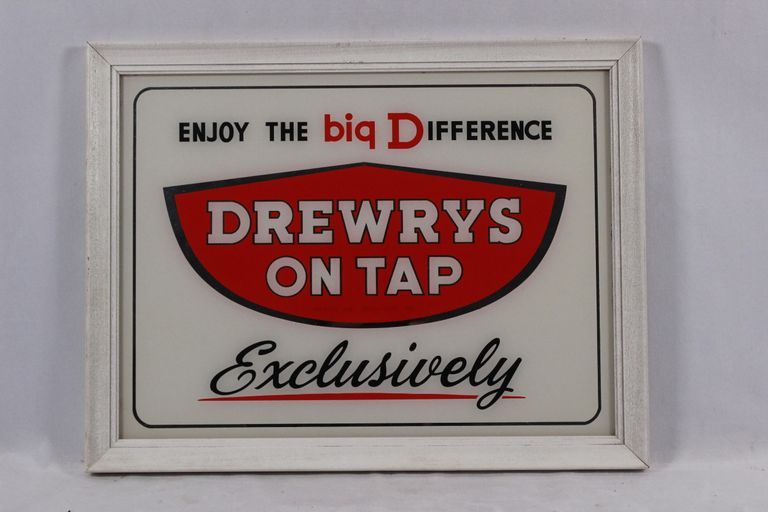 ENJOY THE big DIFFERENCE
DREWRYS
ON TAP
Exclusively